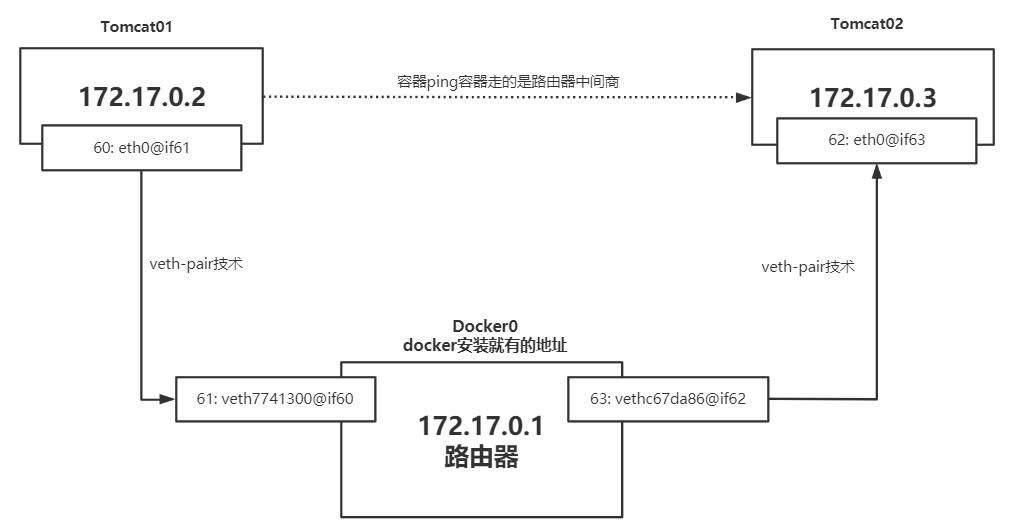 Tomcat01
Tomcat02
172.17.0.2
容器ping容器走的是路由器中间商
172.17.0.3
60: eth0@if61
62: eth0@if63
veth-pair技术
veth-pair技术
Docker0
docker安装就有的地址
61: veth7741300@if60
63: vethc67da86@if62
172.17.0.1
路由器